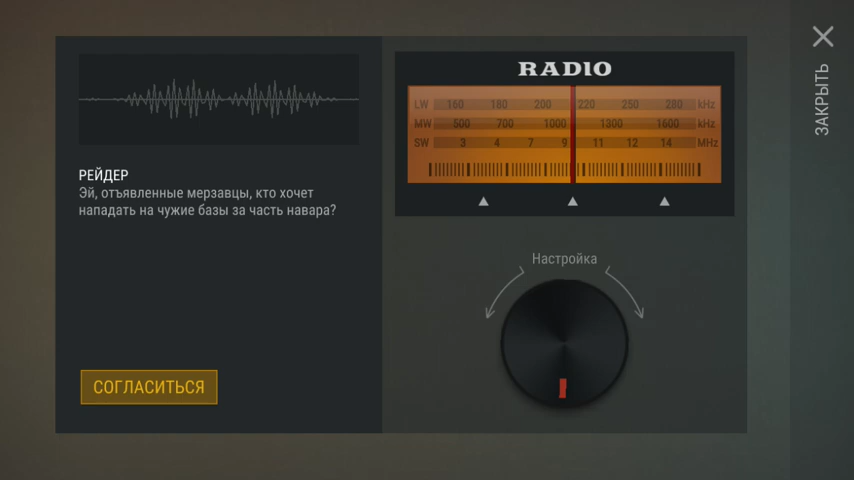 РЕЙДЕР
Эй, отъявленные мерзавцы, кто хочет
нападать на чужие базы за часть навара?
СОГЛАСИТЬСЯ
RADIO
LW 160 180 200 220 250 280 kHz
MW 500 700 1000 1300 1600 kHz
SW 3 4 7 9 11 12 14 MHz
Настройка
ЗАКРЫТЬ